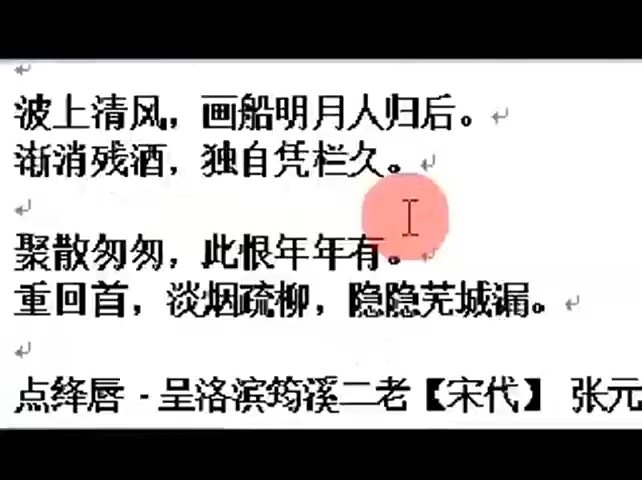 波上清风，画船明月人归后。
渐消残酒，独自凭栏久。
聚散匆匆，此恨年年有。
重回首，淡烟疏柳，隐隐芜城漏。
点绛唇 - 呈洛滨筠溪二老【宋代】 张元